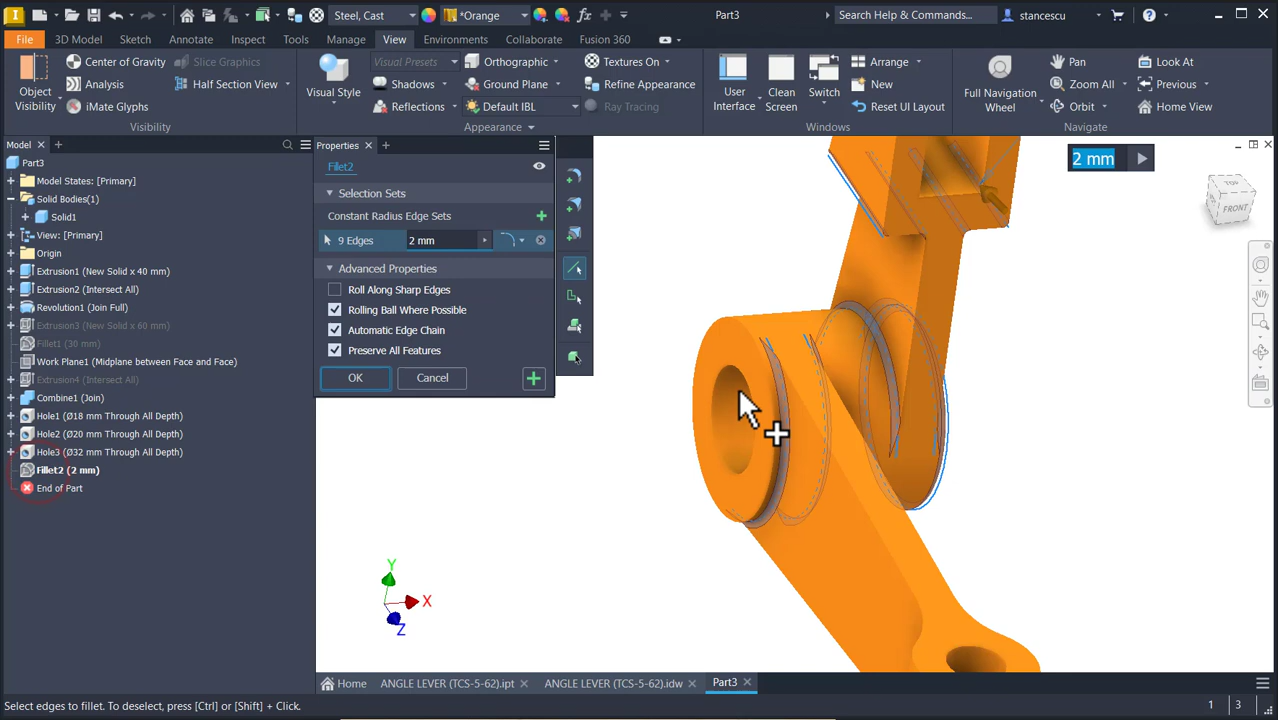 Steel, Cast
*Orange
fx
Part3
Search Help & Commands...
stancescu
File
3D Model
Sketch
Annotate
Inspect
Tools
Manage
View
Environments
Collaborate
Fusion 360
Object Visibility
Center of Gravity
Slice Graphics
Analysis
Half Section View
iMate Glyphs
Visibility
Visual Style
Visual Presets
Shadows
Reflections
Orthographic
Ground Plane
Default IBL
Textures On
Refine Appearance
Ray Tracing
Appearance
User Interface
Clean Screen
Switch
Arrange
New
Reset UI Layout
Windows
Full Navigation Wheel
Pan
Zoom All
Orbit
Look At
Previous
Home View
Navigate
Model
Part3
Model States: [Primary]
Solid Bodies(1)
Solid1
View: [Primary]
Origin
Extrusion1 (New Solid x 40 mm)
Extrusion2 (Intersect All)
Revolution1 (Join Full)
Extrusion3 (New Solid x 60 mm)
Fillet1 (30 mm)
Work Plane1 (Midplane between Face and Face)
Extrusion4 (Intersect All)
Combine1 (Join)
Hole1 (Ø18 mm Through All Depth)
Hole2 (Ø20 mm Through All Depth)
Hole3 (Ø32 mm Through All Depth)
Fillet2 (2 mm)
End of Part
Properties
Fillet2
Selection Sets
Constant Radius Edge Sets
9 Edges
2 mm
Advanced Properties
Roll Along Sharp Edges
Rolling Ball Where Possible
Automatic Edge Chain
Preserve All Features
OK
Cancel
2 mm
TOP
FRONT
Y
X
Z
Home
ANGLE LEVER (TCS-5-62).ipt
ANGLE LEVER (TCS-5-62).idw
Part3
Select edges to fillet. To deselect, press [Ctrl] or [Shift] + Click.
1
3